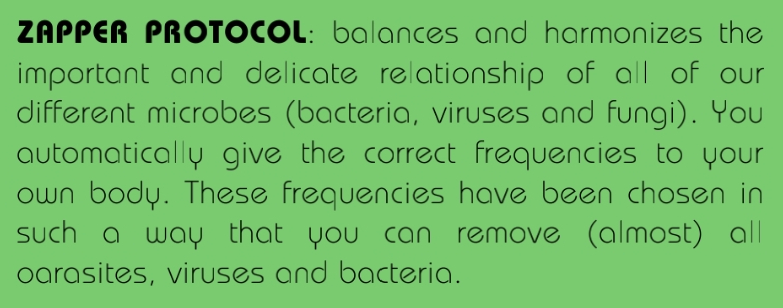 ZAPPER PROTOCOL: balances and harmonizes the
important and delicate relationship of all of our
different microbes (bacteria, viruses and fungi). You
automatically give the correct frequencies to your
own body. These frequencies have been chosen in
such a way that you can remove (almost) all
oarasites, viruses and bacteria.